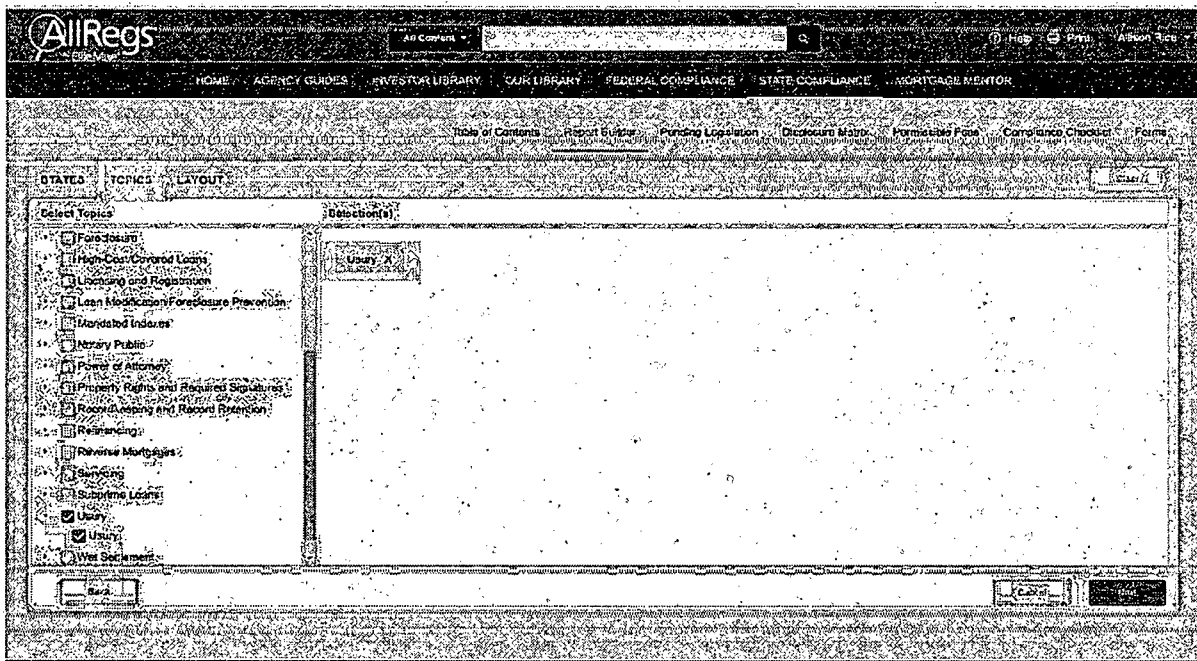 AllRegs
All Content
Help Print Allison Rice
HOME AGENCY GUIDES INVESTOR LIBRARY OUR LIBRARY FEDERAL COMPLIANCE STATE COMPLIANCE MORTGAGE MENTOR
Table of Contents Report Builder Pending Legislation Disclosure Matrix Permissible Fees Compliance Checklist Forms
STATES TOPICS LAYOUT
Select Topics Selection(s)
Foreclosure
Usury X
High-Cost/Covered Loans
Licensing and Registration
Loan Modification/Foreclosure Prevention
Mandated Indexes
Notary Public
Power of Attorney
Property Rights and Required Signatures
Recordkeeping and Record Retention
Refinancing
Reverse Mortgages
Servicing
Subprime Loans
Usury
Usury
Wet Settlement
Back Cancel